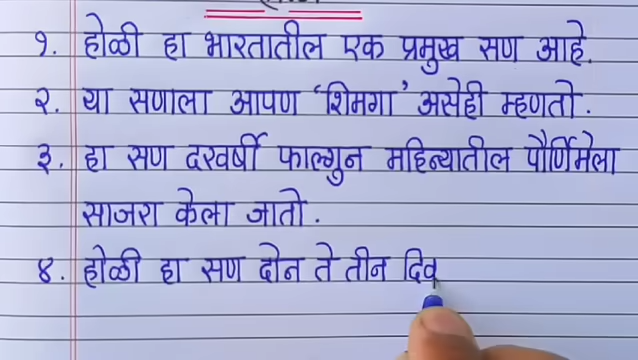 १. होळी हा भारतातील एक प्रमुख सण आहे.
२. या सणाला आपण 'शिमगा' असेही म्हणतो.
३. हा सण दरवर्षी फाल्गुन महिन्यातील पौर्णिमेला
साजरा केला जातो.
४. होळी हा सण दोन ते तीन दिव